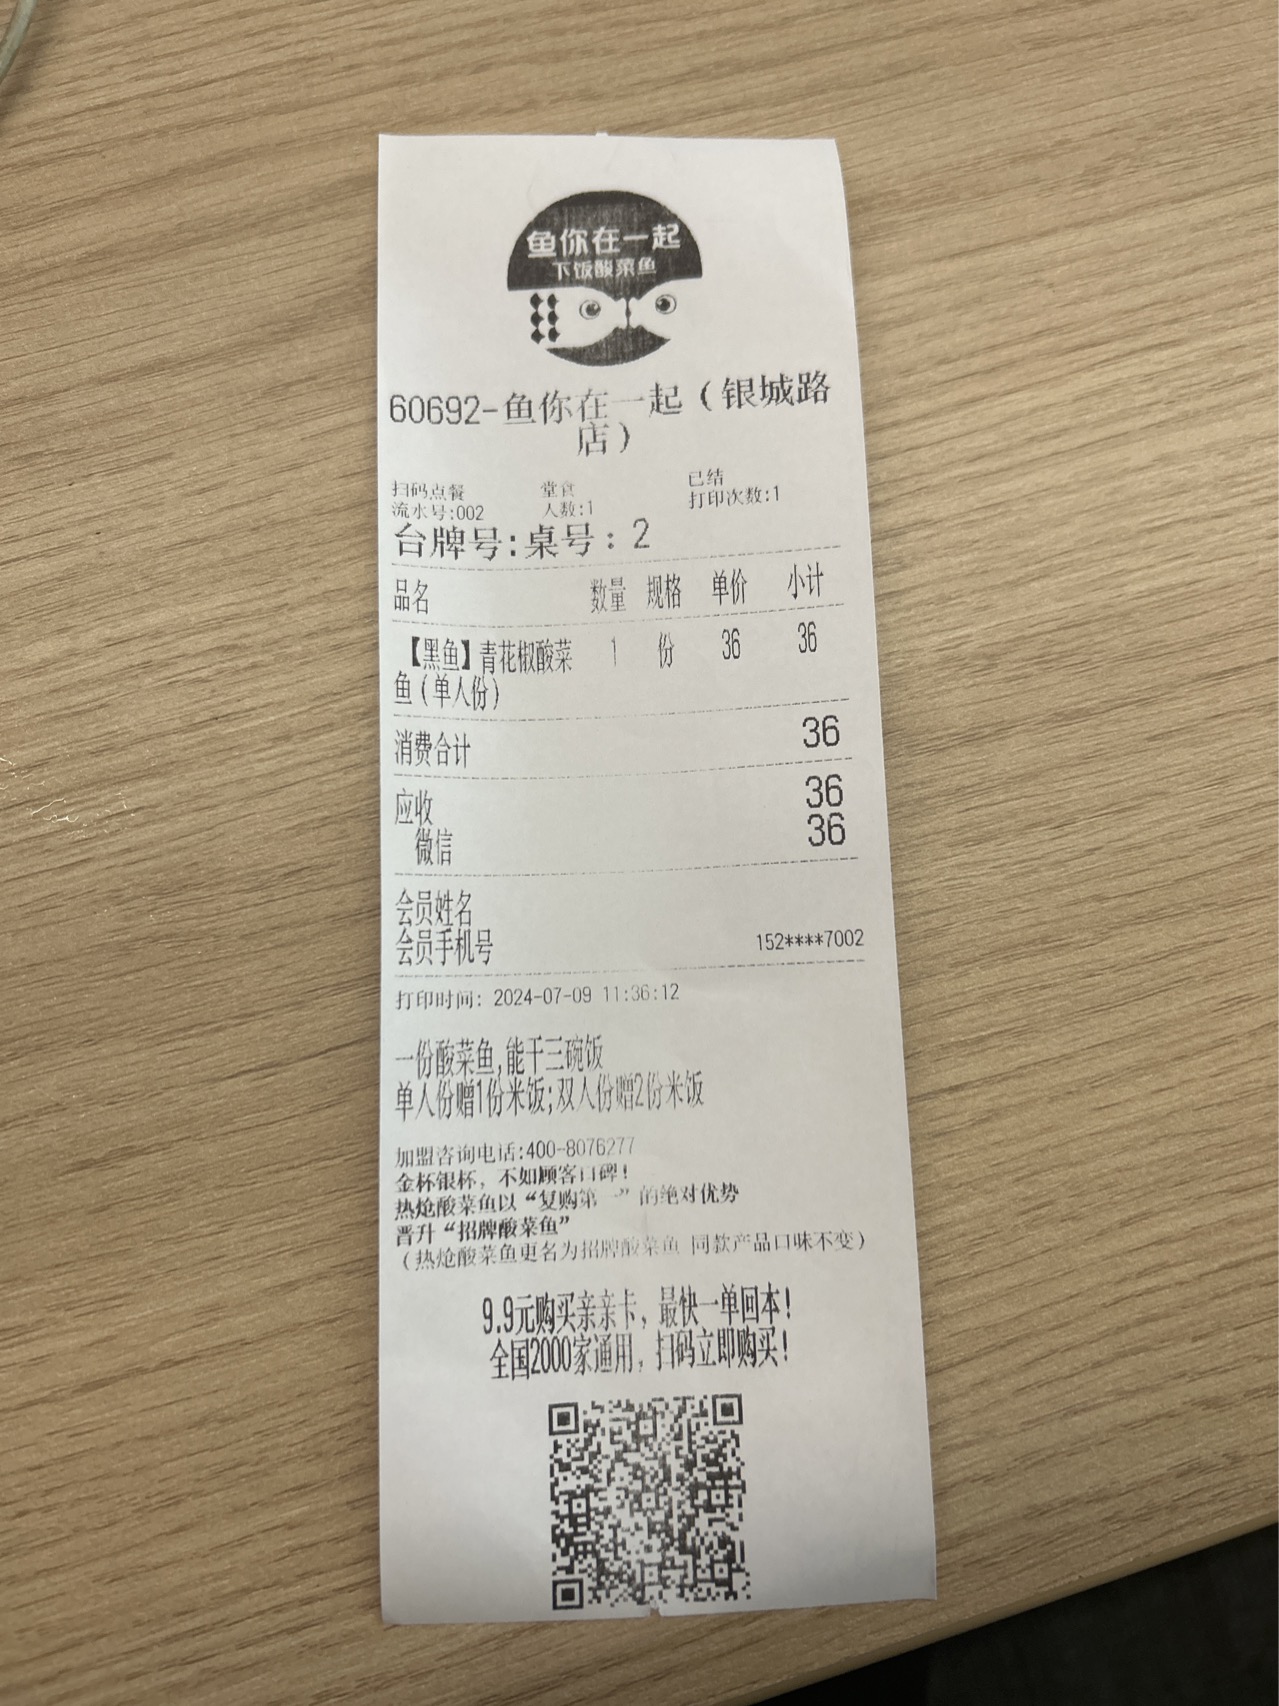 鱼你在一起
下饭酸菜鱼
60692-鱼你在一起（银城路
店）
扫码点餐 堂食 已结
流水号:002 人数:1 打印次数:1
台牌号:桌号：2
品名 数量 规格 单价 小计
【黑鱼】青花椒酸菜 1 份 36 36
鱼(单人份)
消费合计 36
应收 36
微信 36
会员姓名
会员手机号 152****7002
打印时间: 2024-07-09 11:36:12
一份酸菜鱼,能干三碗饭
单人份赠1份米饭;双人份赠2份米饭
加盟咨询电话:400-8076277
金杯银杯，不如顾客口碑！
热炝酸菜鱼以“复购第一”的绝对优势
晋升“招牌酸菜鱼”
（热炝酸菜鱼更名为招牌酸菜鱼 同款产品口味不变）
9.9元购买亲亲卡，最快一单回本！
全国2000家通用，扫码立即购买！